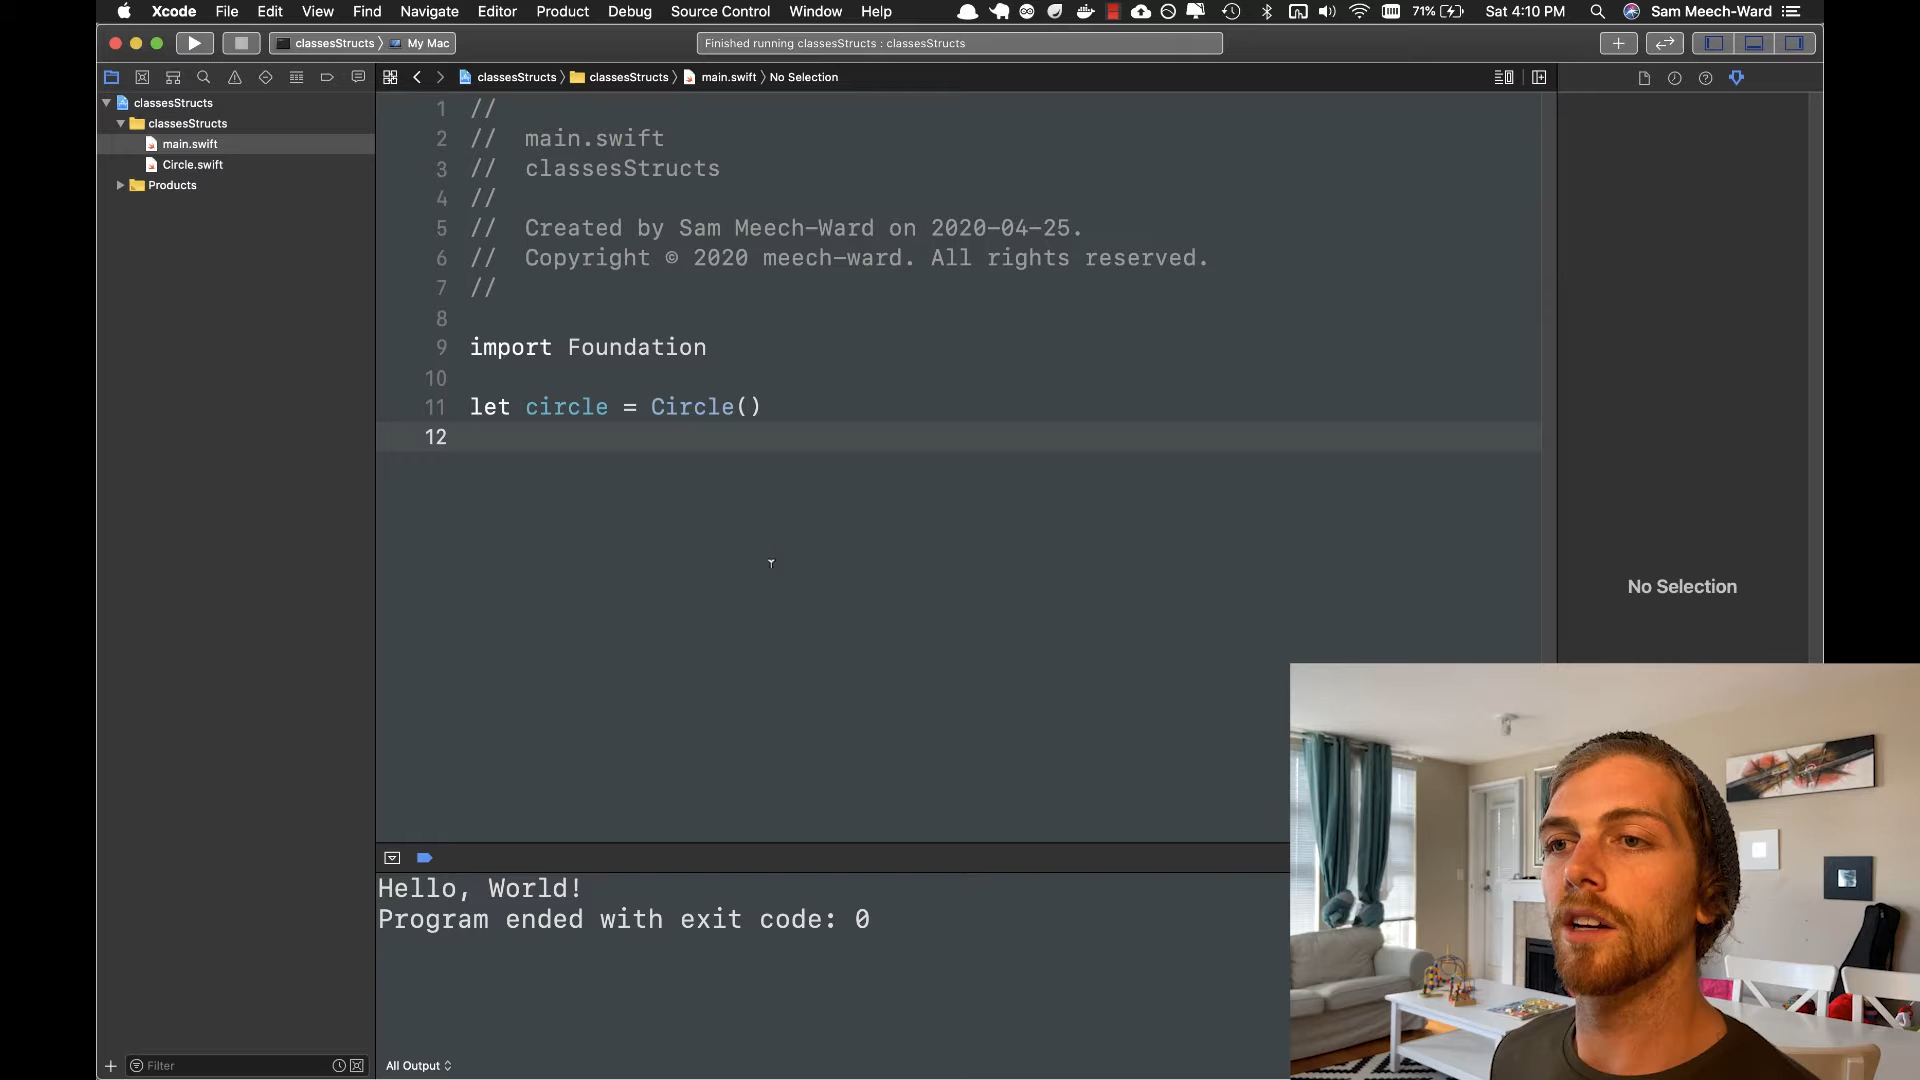 Xcode File Edit View Find Navigate Editor Product Debug Source Control Window Help 71% Sat 4:10 PM Sam Meech-Ward
classesStructs My Mac Finished running classesStructs : classesStructs
classesStructs classesStructs main.swift No Selection
classesStructs
classesStructs
main.swift
Circle.swift
Products
1 //
2 // main.swift
3 // classesStructs
4 //
5 // Created by Sam Meech-Ward on 2020-04-25.
6 // Copyright © 2020 meech-ward. All rights reserved.
7 //
8
9 import Foundation
10
11 let circle = Circle()
12
No Selection
Hello, World!
Program ended with exit code: 0
Filter All Output